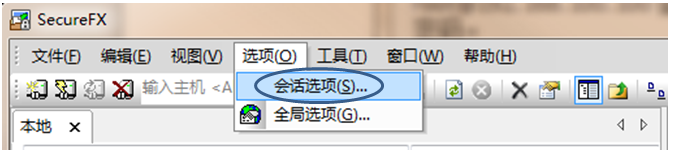 SecureFX
文件(F) 编辑(E) 视图(V) 选项(O) 工具(T) 窗口(W) 帮助(H)
输入主机 <A
会话选项(S)...
全局选项(G)...
本地